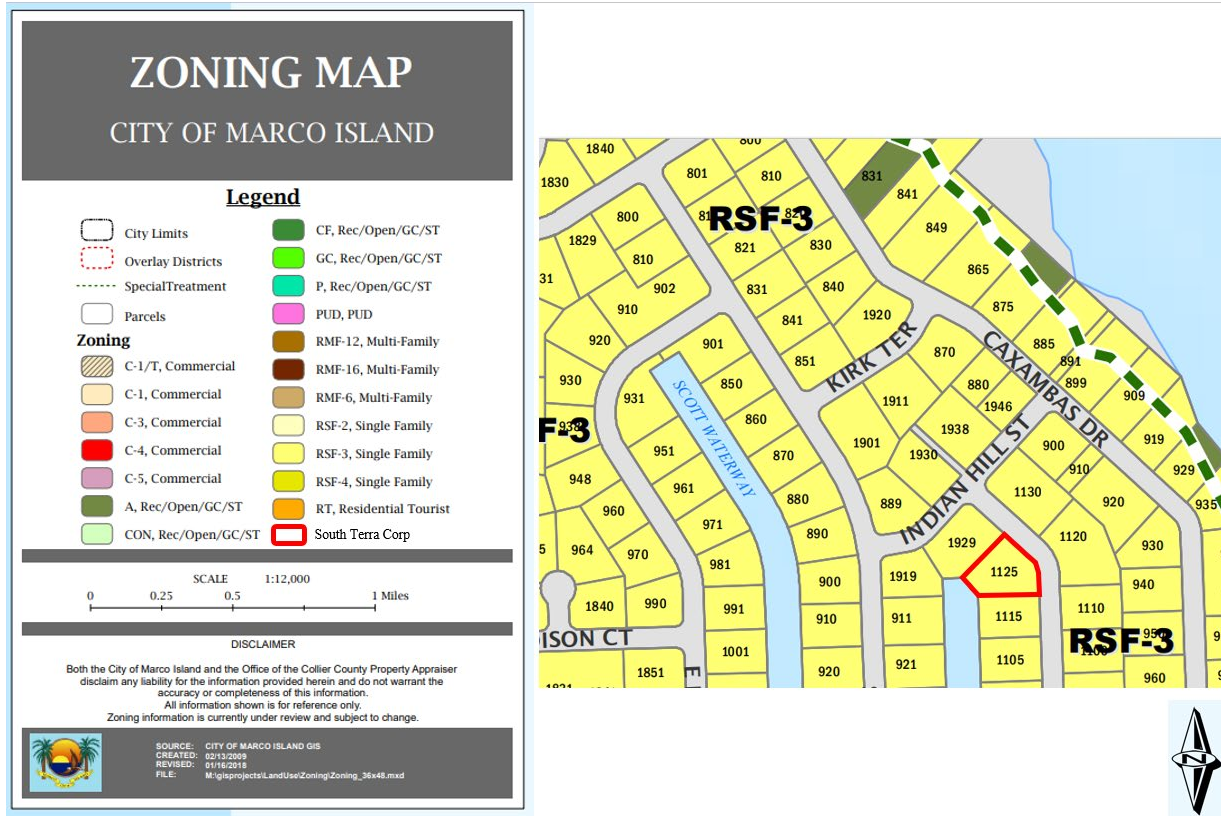 ZONING MAP
CITY OF MARCO ISLAND
Legend
City Limits
Overlay Districts
SpecialTreatment
Parcels
Zoning
C-1/T, Commercial
C-1, Commercial
C-3, Commercial
C-4, Commercial
C-5, Commercial
A, Rec/Open/GC/ST
CON, Rec/Open/GC/ST
CF, Rec/Open/GC/ST
GC, Rec/Open/GC/ST
P, Rec/Open/GC/ST
PUD, PUD
RMF-12, Multi-Family
RMF-16, Multi-Family
RMF-6, Multi-Family
RSF-2, Single Family
RSF-3, Single Family
RSF-4, Single Family
RT, Residential Tourist
South Terra Corp
SCALE 1:12,000
0 0.25 0.5 1 Miles
DISCLAIMER
Both the City of Marco Island and the Office of the Collier County Property Appraiser
disclaim any liability for the information provided herein and do not warrant the
accuracy or completeness of this information.
All information shown is for reference only.
Zoning information is currently under review and subject to change.
SOURCE: CITY OF MARCO ISLAND GIS
CREATED: 02/13/2009
REVISED: 01/16/2018
FILE: M:\gisprojects\LandUse\Zoning\Zoning_36x48.mxd
1840
800
801
810
831
1830
841
800
RSF-3
849
1829
821
830
810
865
31
902
831
840
875
910
841
1920
920
901
885
KIRK TER
CAXAMBAS DR
870
891
851
899
930
850
880
909
931
1911
1946
F-3
860
1938
919
1901
900
951
SCOTT WATERWAY
870
1930
910
929
948
961
INDIAN HILL ST
1130
880
889
920
935
960
971
890
1929
1120
930
5
964
970
981
1125
900
1919
940
1840
990
991
910
911
1115
1110
ISON CT
RSF-3
1001
920
921
1105
960
1851
N